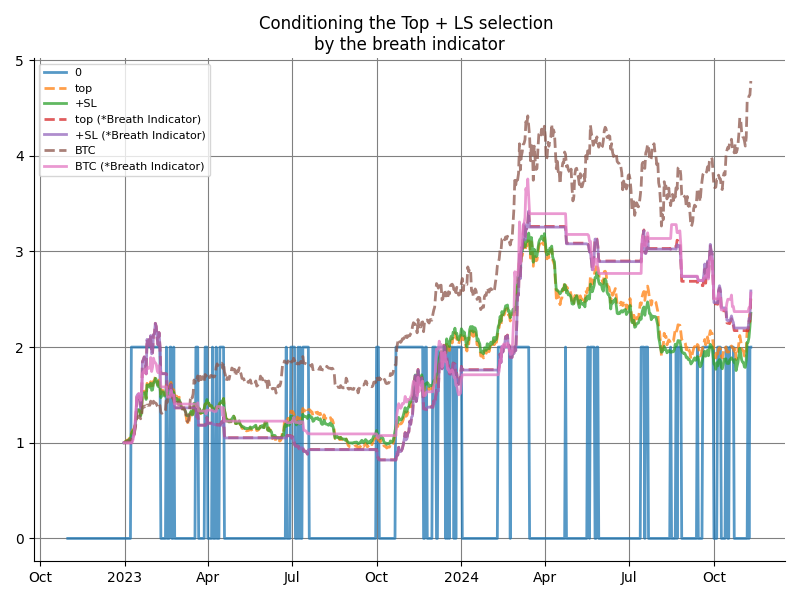 Conditioning the Top + LS selection
by the breath indicator
5
4
3
2
1
0
0
top
+SL
top (*Breath Indicator)
+SL (*Breath Indicator)
BTC
BTC (*Breath Indicator)
Oct
2023
Apr
Jul
Oct
2024
Apr
Jul
Oct